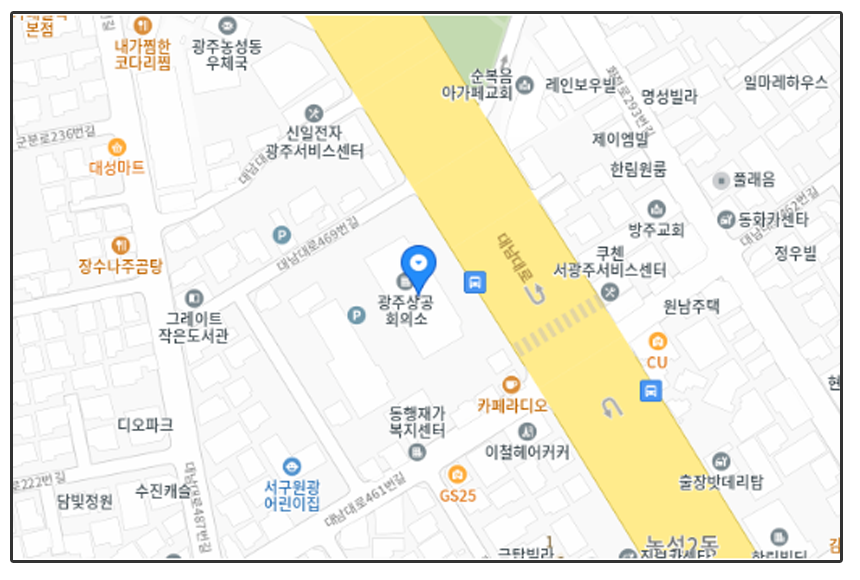 본점
내가찜한
코다리찜
광주농성동
우체국
순복음
아가페교회
레인보우빌
명성빌라
일마레하우스
군분로236번길
대성마트
신일전자
광주서비스센터
제이엠빌
한림원룸
플래음
방주교회
동화카센타
정우빌
P
대남대로469번길
장수나주곰탕
대남대로
쿠첸
서광주서비스센터
그레이트
작은도서관
P
광주상공
회의소
원남주택
CU
카페라디오
동행재가
복지센터
이철헤어커커
디오파크
서구원광
어린이집
GS25
출장밧데리탑
222번길
담빛정원
수진캐슬
대남대로487번길
대남대로461번길
농성2동